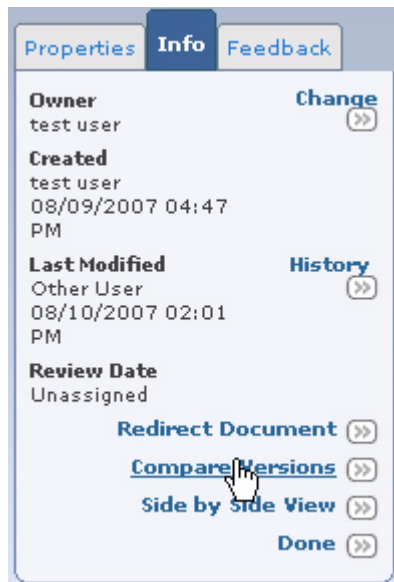 Properties Info Feedback
Owner Change
test user
Created
test user
08/09/2007 04:47
PM
Last Modified History
Other User
08/10/2007 02:01
PM
Review Date
Unassigned
Redirect Document
Compare Versions
Side by Side View
Done